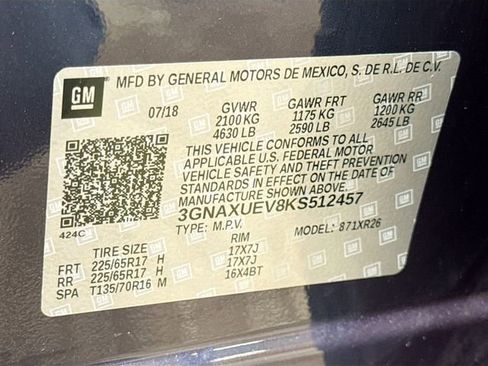 GM
MFD BY GENERAL MOTORS DE MEXICO, S. DE R.L. DE C.V.
07/18 GVWR GAWR FRT GAWR RR
2100 KG 1175 KG 1200 KG
4630 LB 2590 LB 2645 LB
THIS VEHICLE CONFORMS TO ALL
APPLICABLE U.S. FEDERAL MOTOR
VEHICLE SAFETY AND THEFT PREVENTION
STANDARDS IN EFFECT ON THE DATE OF
MANUFACTURE SHOWN ABOVE.
3GNAXUEV8KS512457
424C TYPE: M.P.V. MODEL: 871XR26
TIRE SIZE RIM
FRT 225/65R17 H 17X7J
RR 225/65R17 H 17X7J
SPA T135/70R16 M 16X4BT